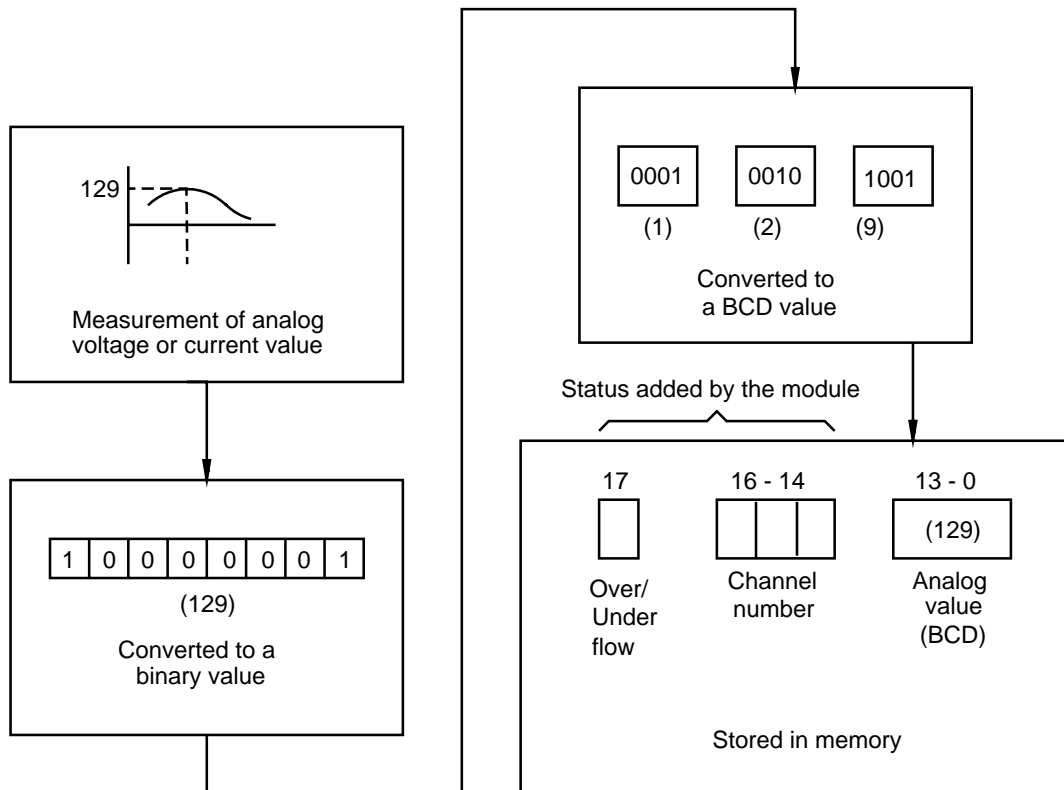 129
Measurement of analog
voltage or current value
1 0 0 0 0 0 0 1
(129)
Converted to a
binary value
0001 0010 1001
(1) (2) (9)
Converted to
a BCD value
Status added by the module
17 16 - 14 13 - 0
(129)
Over/
Under
flow
Channel
number
Analog
value
(BCD)
Stored in memory